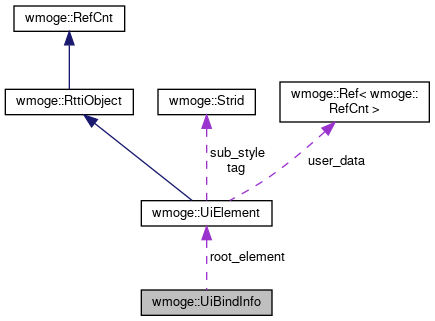 wmoge::RefCnt
wmoge::RttiObject
wmoge::Strid
wmoge::Ref< wmoge::
RefCnt >
sub_style
tag
user_data
wmoge::UiElement
root_element
wmoge::UiBindInfo